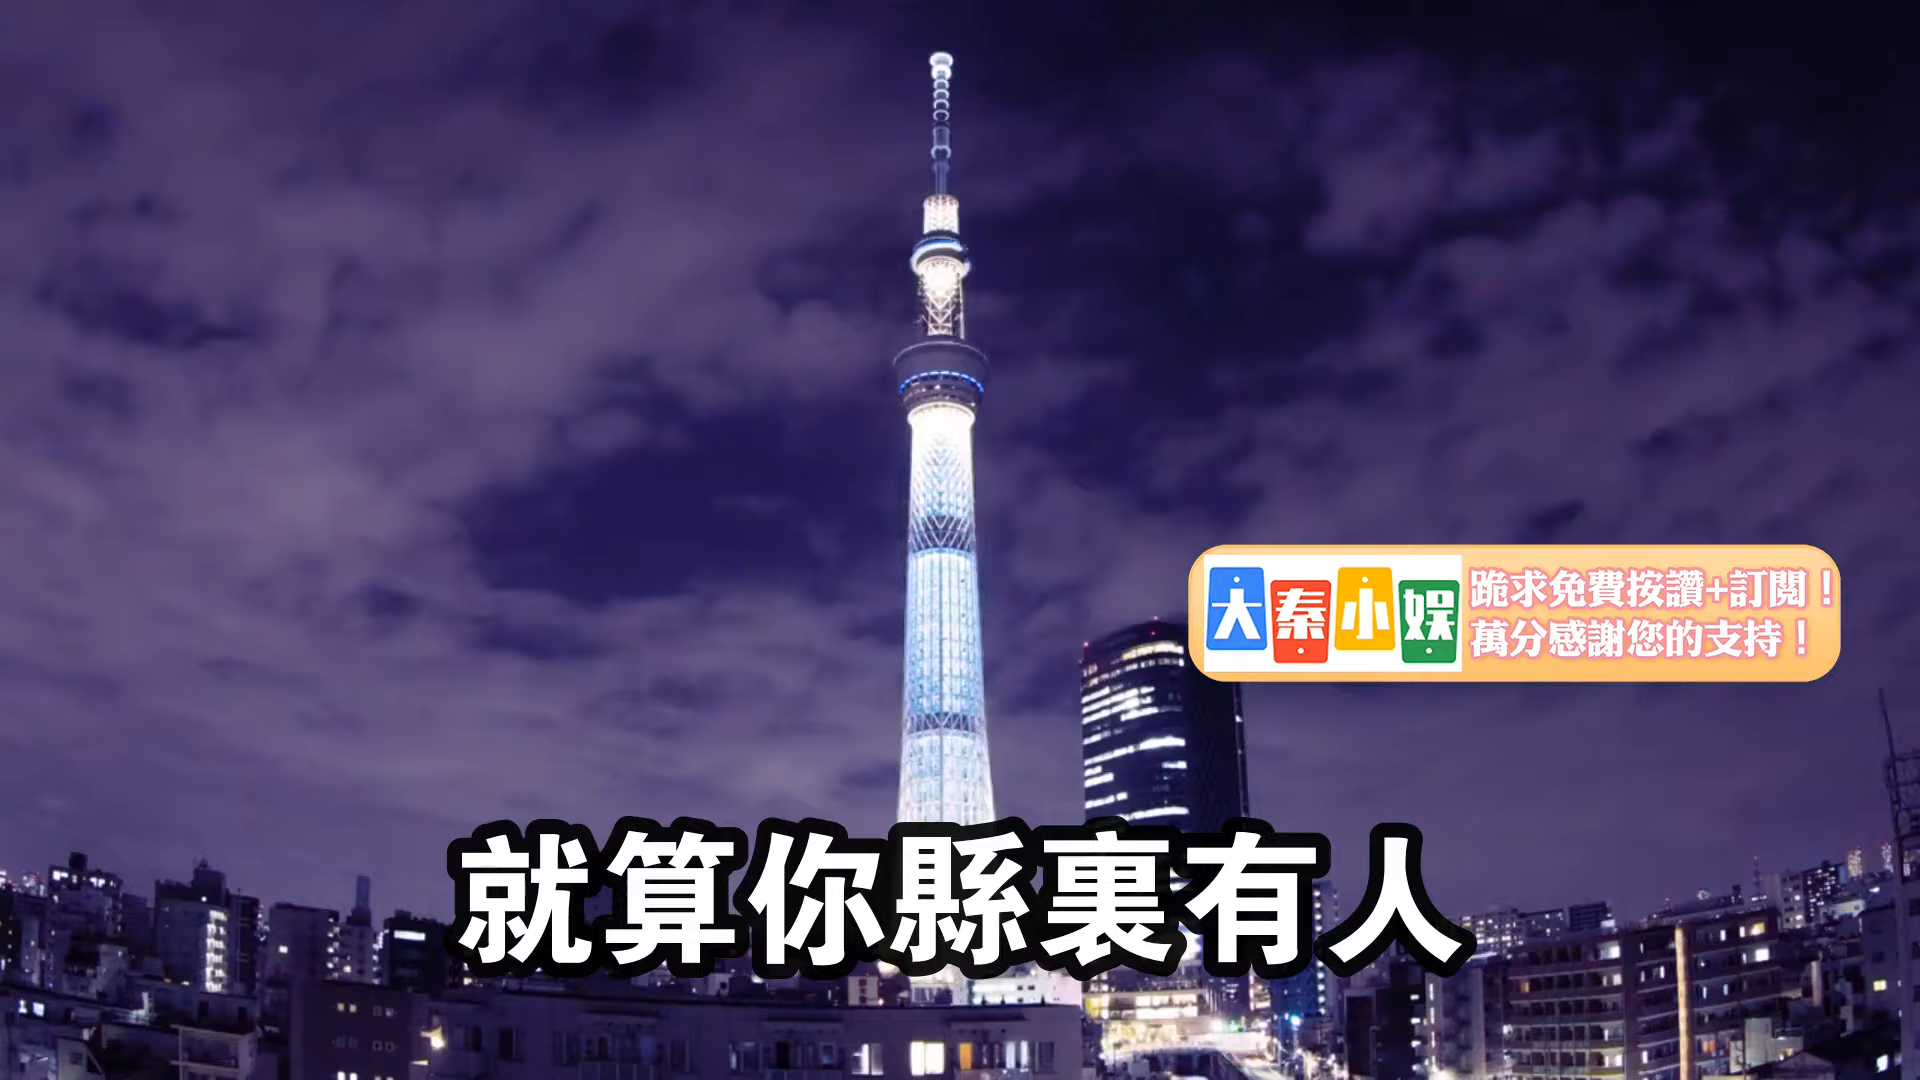 大秦小娱
跪求免費按讚+訂閱！
萬分感謝您的支持！
就算你縣裏有人